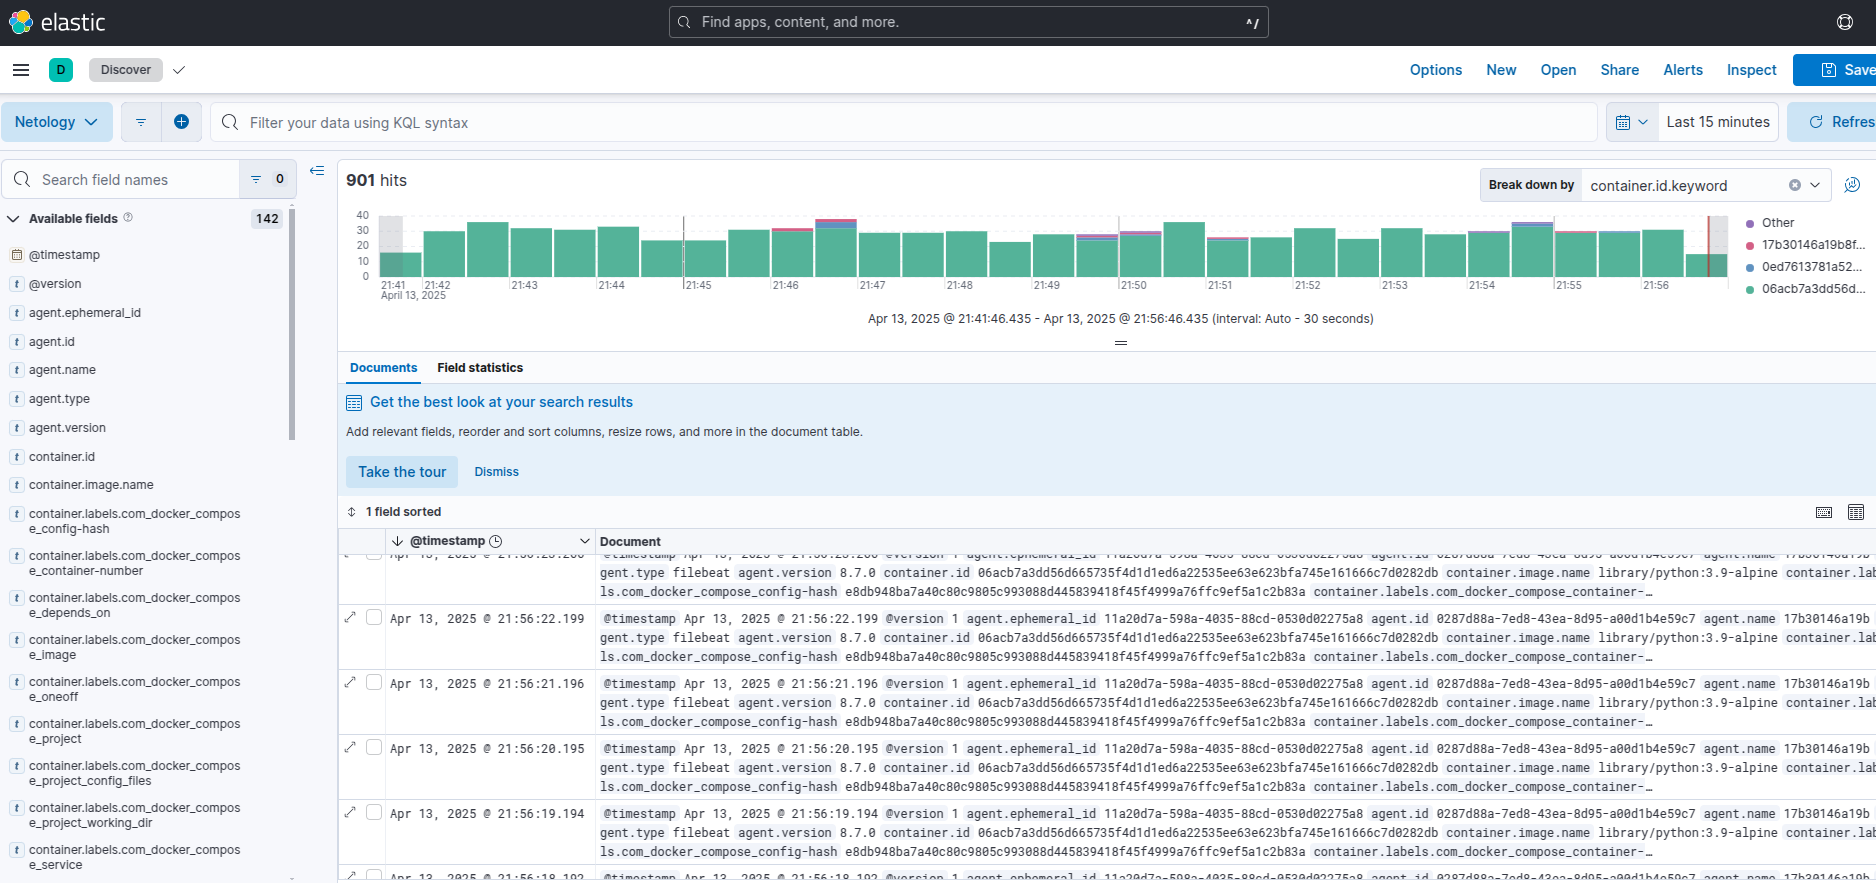 elastic
Find apps, content, and more.
^/
D
Discover
Options
New
Open
Share
Alerts
Inspect
Save
Netology
Filter your data using KQL syntax
Last 15 minutes
Refres
Search field names
0
Available fields
142
@timestamp
@version
agent.ephemeral_id
agent.id
agent.name
agent.type
agent.version
container.id
container.image.name
container.labels.com_docker_compos
e_config-hash
container.labels.com_docker_compos
e_container-number
container.labels.com_docker_compos
e_depends_on
container.labels.com_docker_compos
e_image
container.labels.com_docker_compos
e_oneoff
container.labels.com_docker_compos
e_project
container.labels.com_docker_compos
e_project_config_files
container.labels.com_docker_compos
e_project_working_dir
container.labels.com_docker_compos
e_service
901 hits
Break down by container.id.keyword
40
30
20
10
0
21:41 21:42 21:43 21:44 21:45 21:46 21:47 21:48 21:49 21:50 21:51 21:52 21:53 21:54 21:55 21:56
April 13, 2025
Other
17b30146a19b8f...
0ed7613781a52...
06acb7a3dd56d...
Apr 13, 2025 @ 21:41:46.435 - Apr 13, 2025 @ 21:56:46.435 (interval: Auto - 30 seconds)
Documents
Field statistics
Get the best look at your search results
Add relevant fields, reorder and sort columns, resize rows, and more in the document table.
Take the tour
Dismiss
1 field sorted
@timestamp
Document
gent.type filebeat agent.version 8.7.0 container.id 06acb7a3dd56d665735f4d1d1ed6a22535ee63e623bfa745e161666c7d0282db container.image.name library/python:3.9-alpine container.lab
ls.com_docker_compose_config-hash e8db948ba7a40c80c9805c993088d445839418f45f4999a76ffc9ef5a1c2b83a container.labels.com_docker_compose_container-…
Apr 13, 2025 @ 21:56:22.199
@timestamp Apr 13, 2025 @ 21:56:22.199 @version 1 agent.ephemeral_id 11a20d7a-598a-4035-88cd-0530d02275a8 agent.id 0287d88a-7ed8-43ea-8d95-a00d1b4e59c7 agent.name 17b30146a19b
gent.type filebeat agent.version 8.7.0 container.id 06acb7a3dd56d665735f4d1d1ed6a22535ee63e623bfa745e161666c7d0282db container.image.name library/python:3.9-alpine container.lab
ls.com_docker_compose_config-hash e8db948ba7a40c80c9805c993088d445839418f45f4999a76ffc9ef5a1c2b83a container.labels.com_docker_compose_container-…
Apr 13, 2025 @ 21:56:21.196
@timestamp Apr 13, 2025 @ 21:56:21.196 @version 1 agent.ephemeral_id 11a20d7a-598a-4035-88cd-0530d02275a8 agent.id 0287d88a-7ed8-43ea-8d95-a00d1b4e59c7 agent.name 17b30146a19b
gent.type filebeat agent.version 8.7.0 container.id 06acb7a3dd56d665735f4d1d1ed6a22535ee63e623bfa745e161666c7d0282db container.image.name library/python:3.9-alpine container.lab
ls.com_docker_compose_config-hash e8db948ba7a40c80c9805c993088d445839418f45f4999a76ffc9ef5a1c2b83a container.labels.com_docker_compose_container-…
Apr 13, 2025 @ 21:56:20.195
@timestamp Apr 13, 2025 @ 21:56:20.195 @version 1 agent.ephemeral_id 11a20d7a-598a-4035-88cd-0530d02275a8 agent.id 0287d88a-7ed8-43ea-8d95-a00d1b4e59c7 agent.name 17b30146a19b
gent.type filebeat agent.version 8.7.0 container.id 06acb7a3dd56d665735f4d1d1ed6a22535ee63e623bfa745e161666c7d0282db container.image.name library/python:3.9-alpine container.lab
ls.com_docker_compose_config-hash e8db948ba7a40c80c9805c993088d445839418f45f4999a76ffc9ef5a1c2b83a container.labels.com_docker_compose_container-…
Apr 13, 2025 @ 21:56:19.194
@timestamp Apr 13, 2025 @ 21:56:19.194 @version 1 agent.ephemeral_id 11a20d7a-598a-4035-88cd-0530d02275a8 agent.id 0287d88a-7ed8-43ea-8d95-a00d1b4e59c7 agent.name 17b30146a19b
gent.type filebeat agent.version 8.7.0 container.id 06acb7a3dd56d665735f4d1d1ed6a22535ee63e623bfa745e161666c7d0282db container.image.name library/python:3.9-alpine container.lab
ls.com_docker_compose_config-hash e8db948ba7a40c80c9805c993088d445839418f45f4999a76ffc9ef5a1c2b83a container.labels.com_docker_compose_container-…